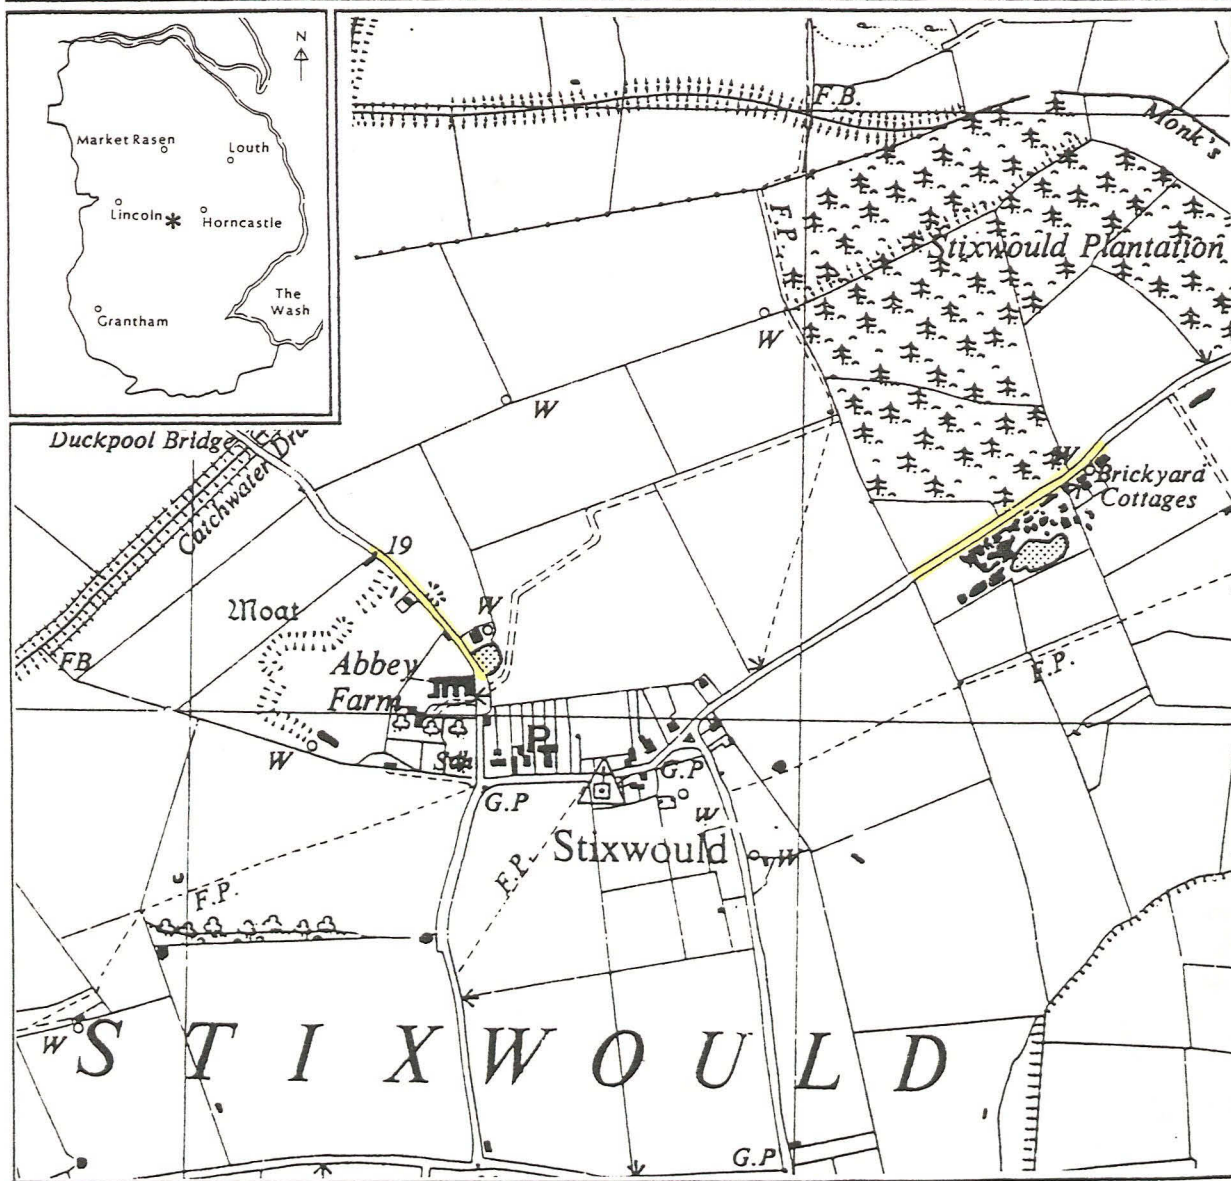 N
Market Rasen
Louth
Lincoln
Horncastle
The
Wash
Grantham
F.B.
Monk's
F.P.
Stixwould Plantation
W
W
Duckpool Bridge
Catchwater Dra
W
Brickyard
Cottages
19
Moat
W
FB
Abbey
Farm
F.P.
P
W
Sch
G.P
G.P
W
Stixwould
W
F.P.
F.P.
W
STIXWOULD
G.P